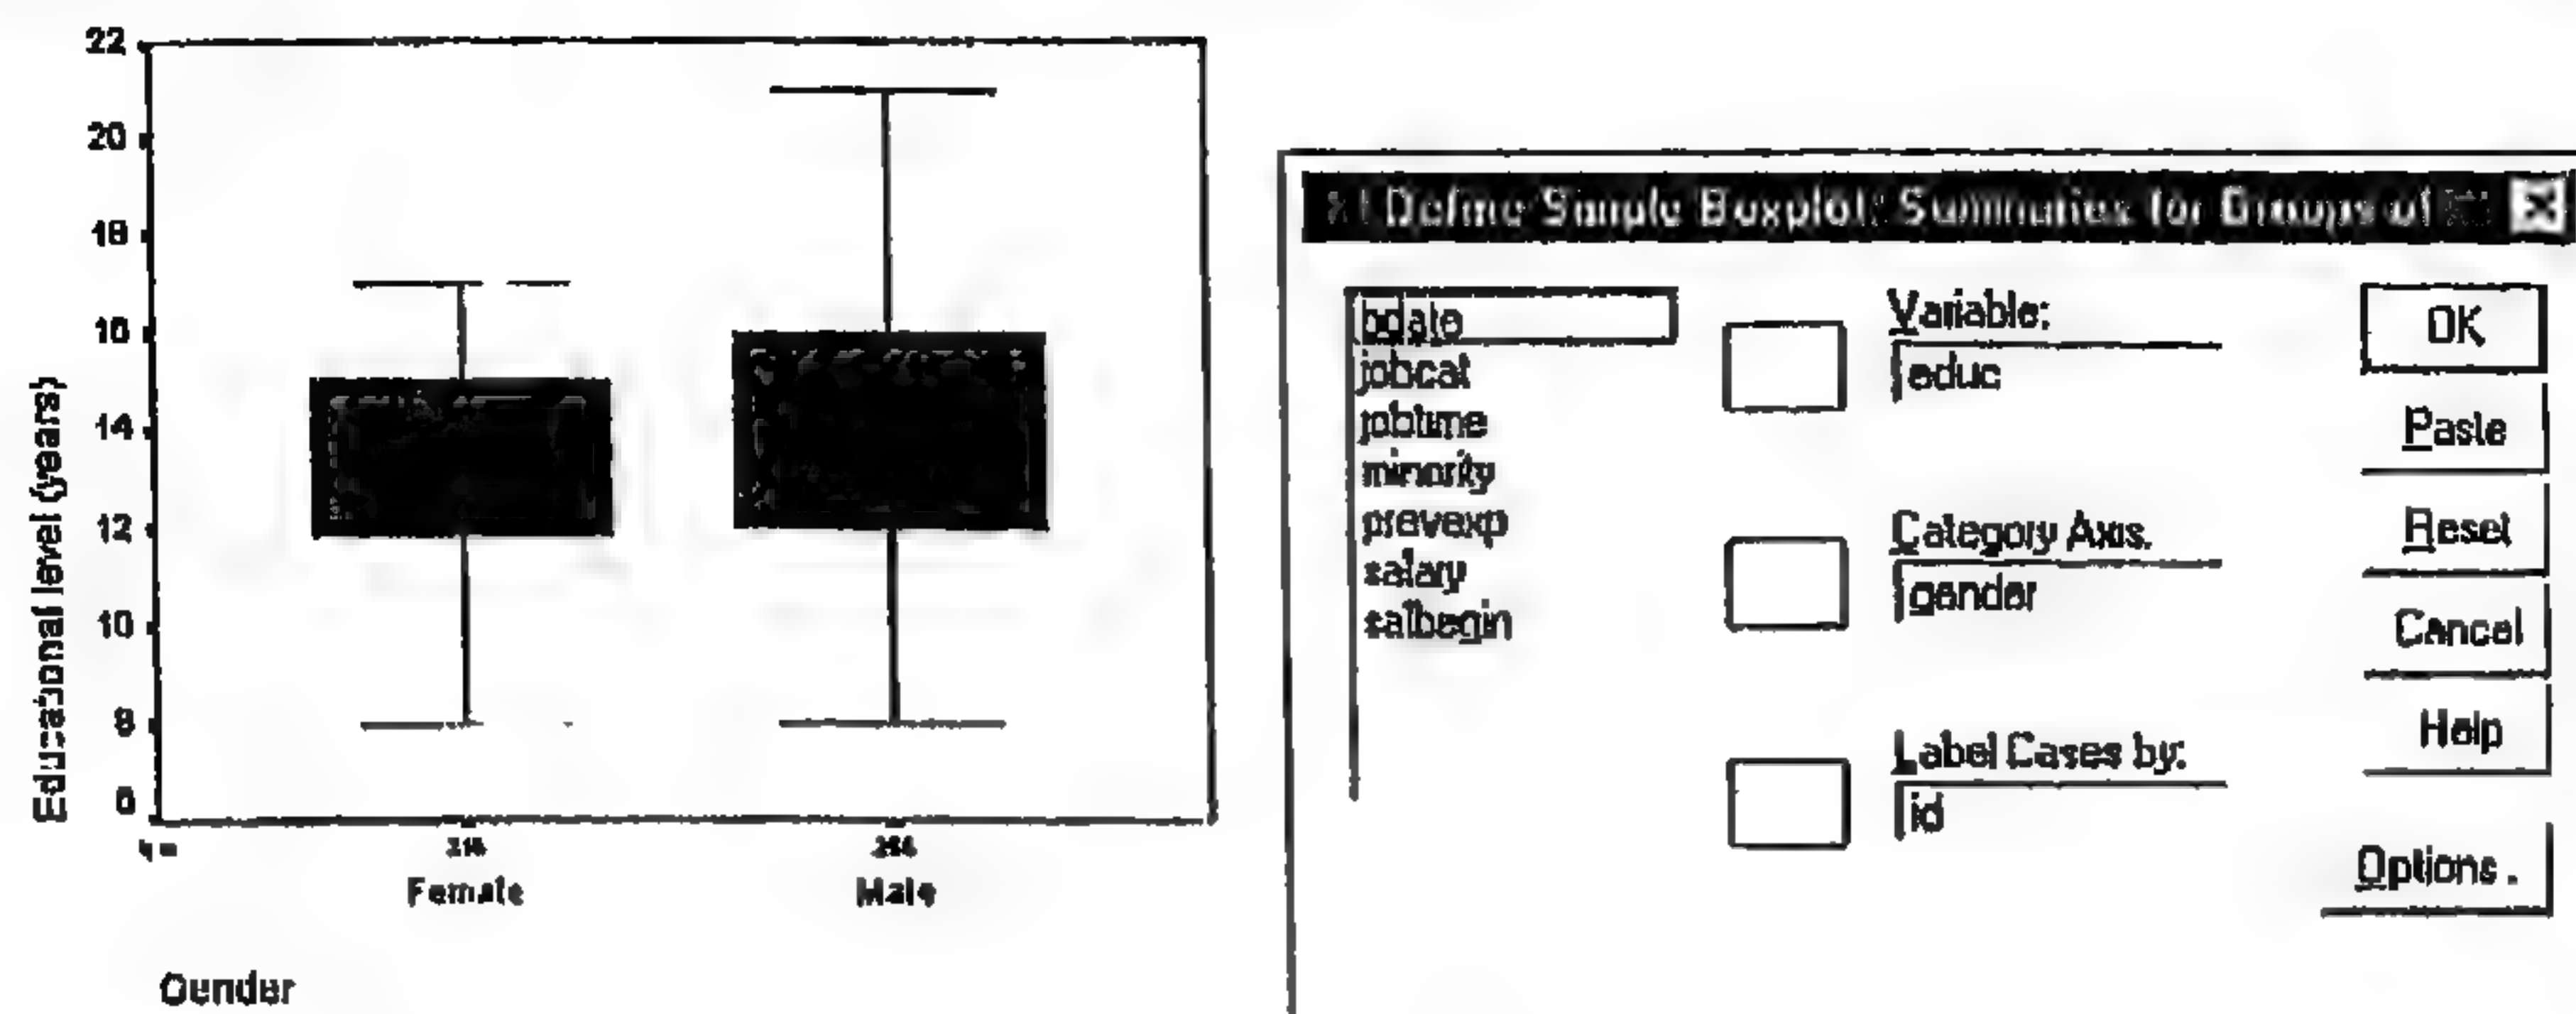 22
20
18
16
14
12
10
8
6
Educational level (years)
N =
216
258
Female
Male
Gender
Define Simple Boxplot: Summaries for Groups of
bdate
jobcat
jobtime
minority
prevexp
salary
salbegin
Variable:
educ
Category Axis.
gender
Label Cases by:
id
OK
Paste
Reset
Cancel
Help
Options .